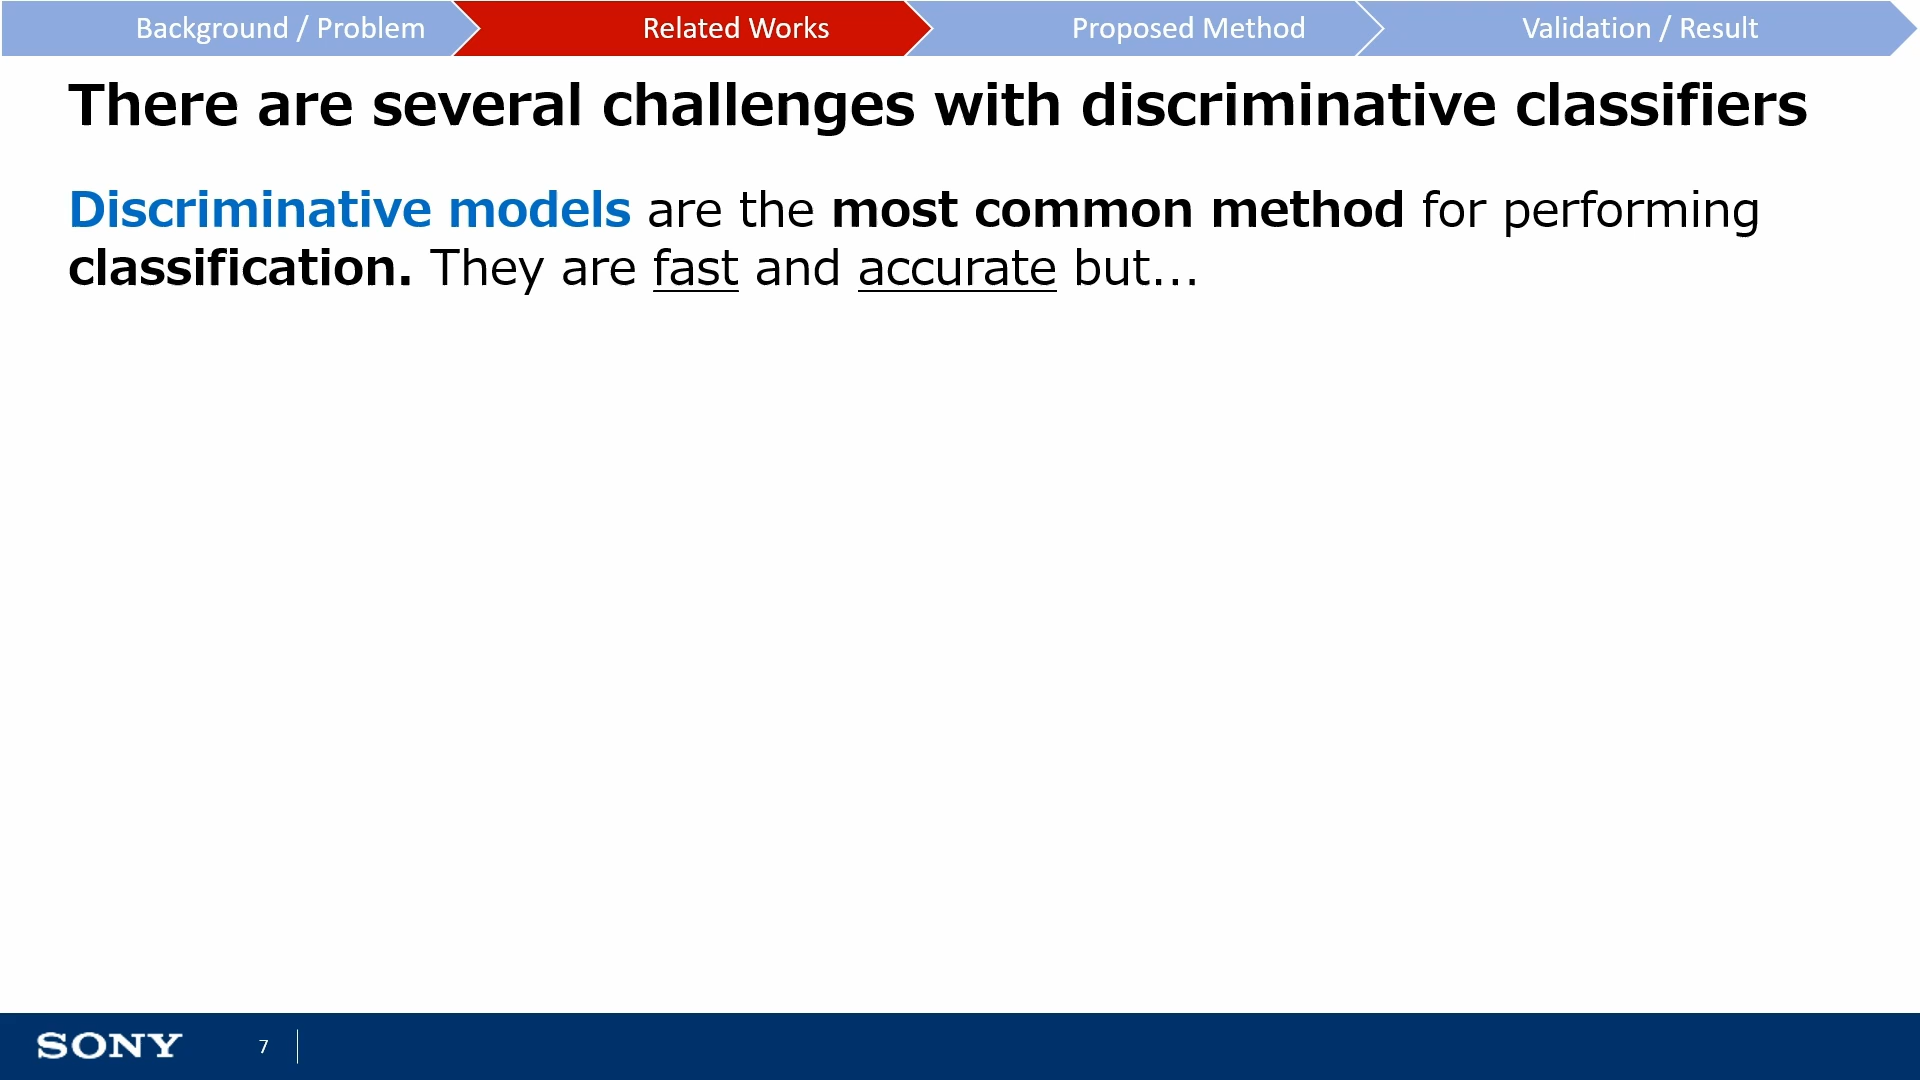 Background / Problem
Related Works
Proposed Method
Validation / Result
There are several challenges with discriminative classifiers
Discriminative models are the most common method for performing
classification. They are fast and accurate but...
SONY
7